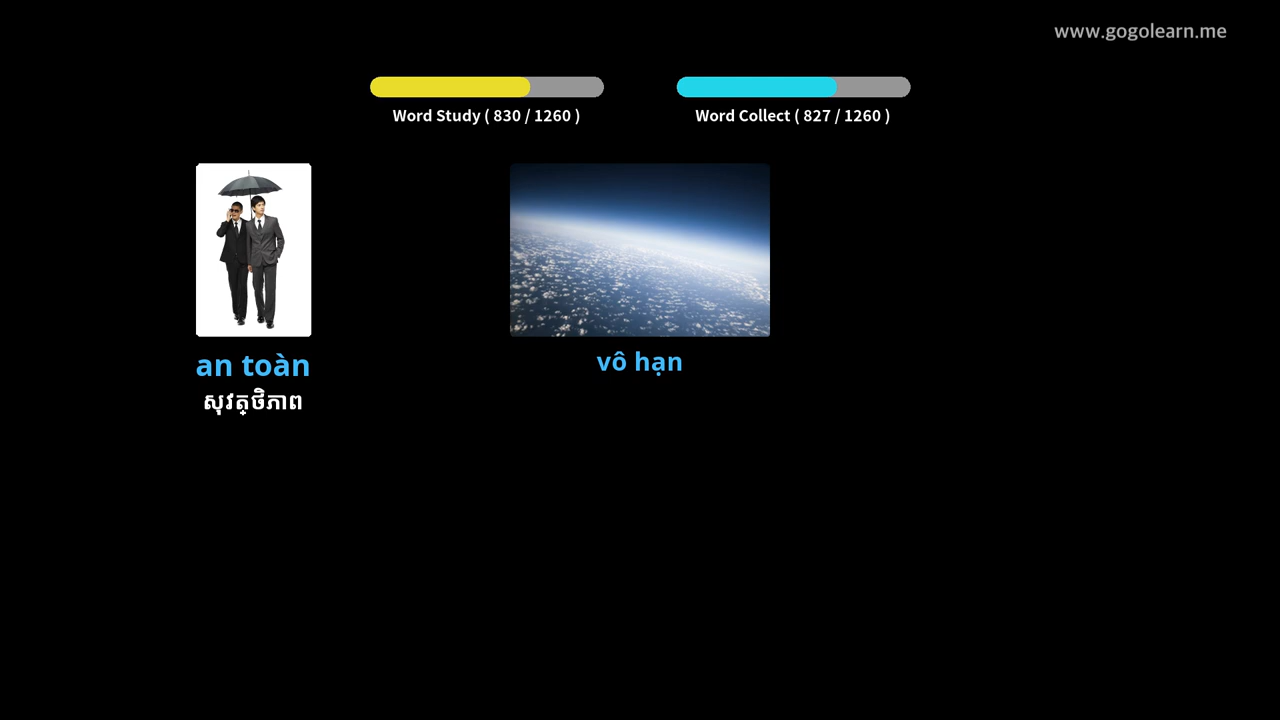 www.gogolearn.me
Word Study ( 830 / 1260 )
Word Collect ( 827 / 1260 )
an toàn
vô hạn
សុវត្ថិភាព